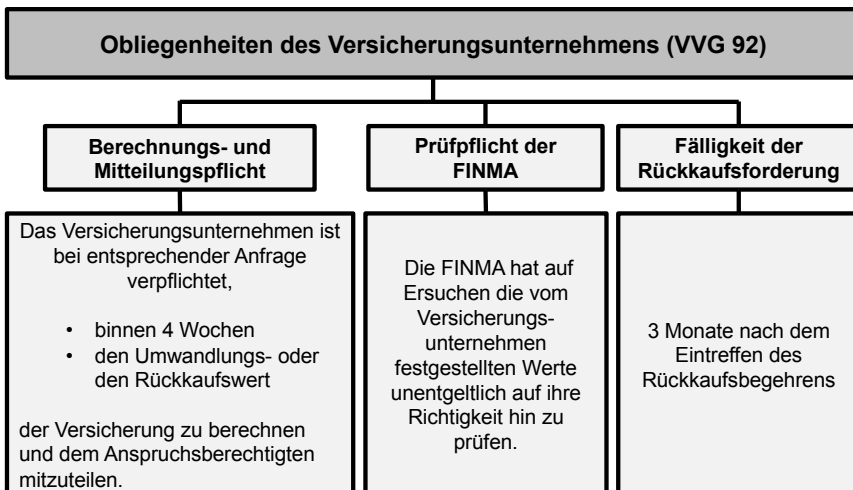 Obliegenheiten des Versicherungsunternehmens (VVG 92)
Berechnungs- und
Mitteilungspflicht
Das Versicherungsunternehmen ist
bei entsprechender Anfrage
verpflichtet,
• binnen 4 Wochen
• den Umwandlungs- oder
den Rückkaufswert
der Versicherung zu berechnen
und dem Anspruchsberechtigten
mitzuteilen.
Prüfpflicht der
FINMA
Die FINMA hat auf
Ersuchen die vom
Versicherungs-
unternehmen
festgestellten Werte
unentgeltlich auf ihre
Richtigkeit hin zu
prüfen.
Fälligkeit der
Rückkaufsforderung
3 Monate nach dem
Eintreffen des
Rückkaufsbegehrens